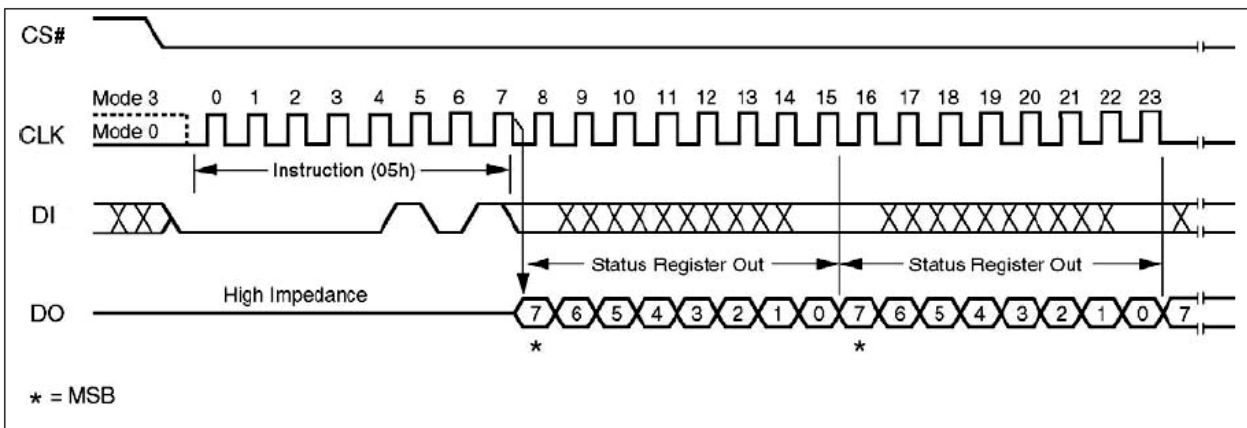 CS#
Mode 3 0 1 2 3 4 5 6 7 8 9 10 11 12 13 14 15 16 17 18 19 20 21 22 23
CLK Mode 0
Instruction (05h)
DI
Status Register Out Status Register Out
High Impedance
DO 7 6 5 4 3 2 1 0 7 6 5 4 3 2 1 0 7
* *
* = MSB